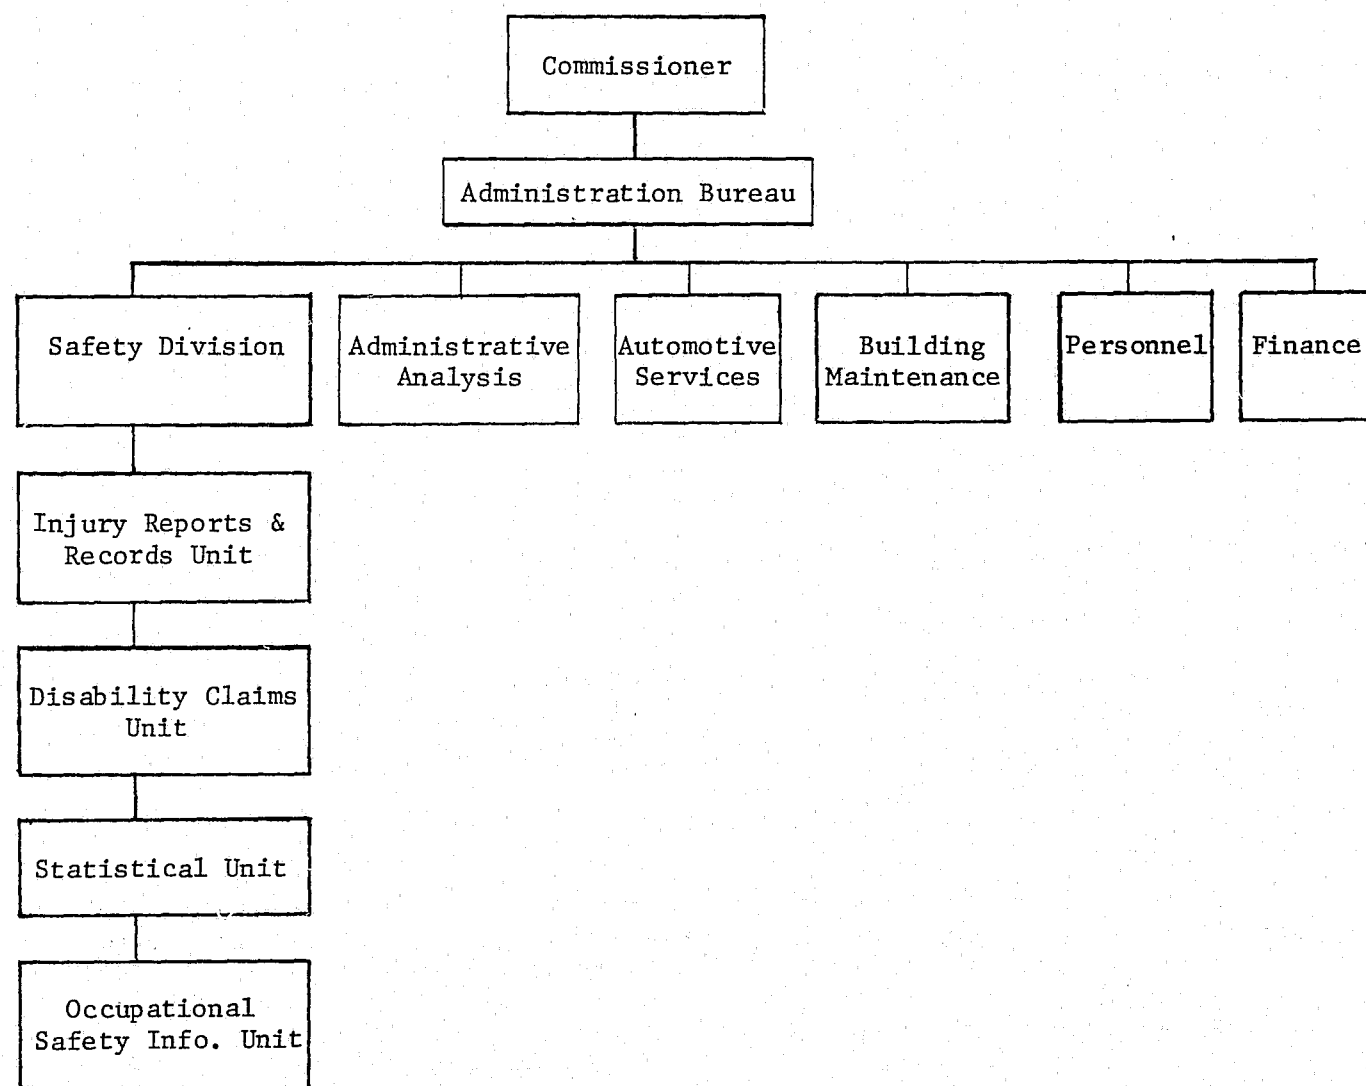 Commissioner
Administration Bureau
Safety Division
Administrative
Analysis
Automotive
Services
Building
Maintenance
Personnel
Finance
Injury Reports &
Records Unit
Disability Claims
Unit
Statistical Unit
Occupational
Safety Info. Unit